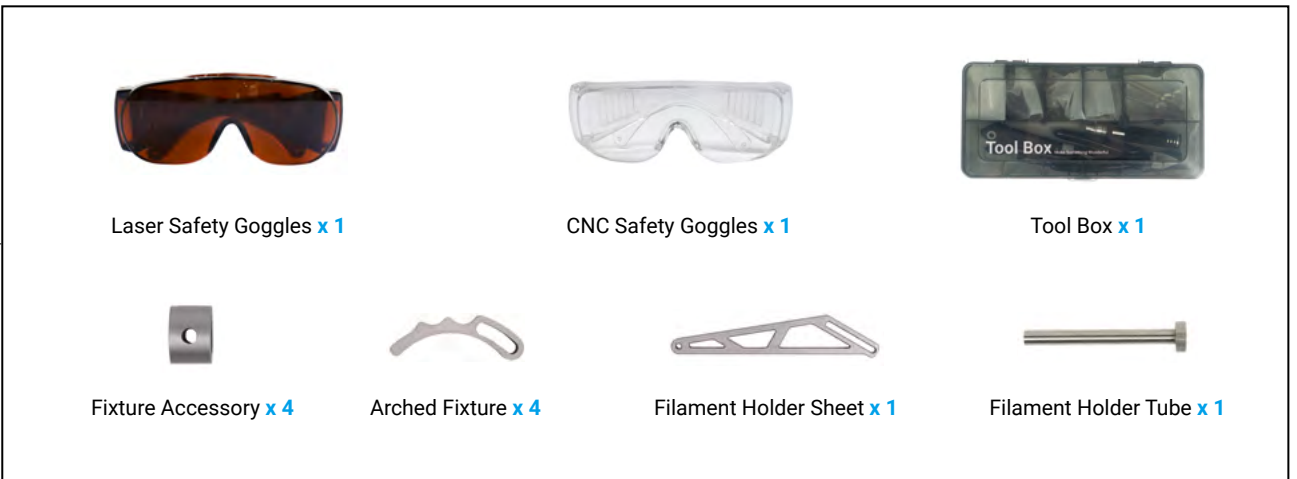 Tool Box
Laser Safety Goggles x 1
CNC Safety Goggles x 1
Tool Box x 1
Fixture Accessory x 4
Arched Fixture x 4
Filament Holder Sheet x 1
Filament Holder Tube x 1